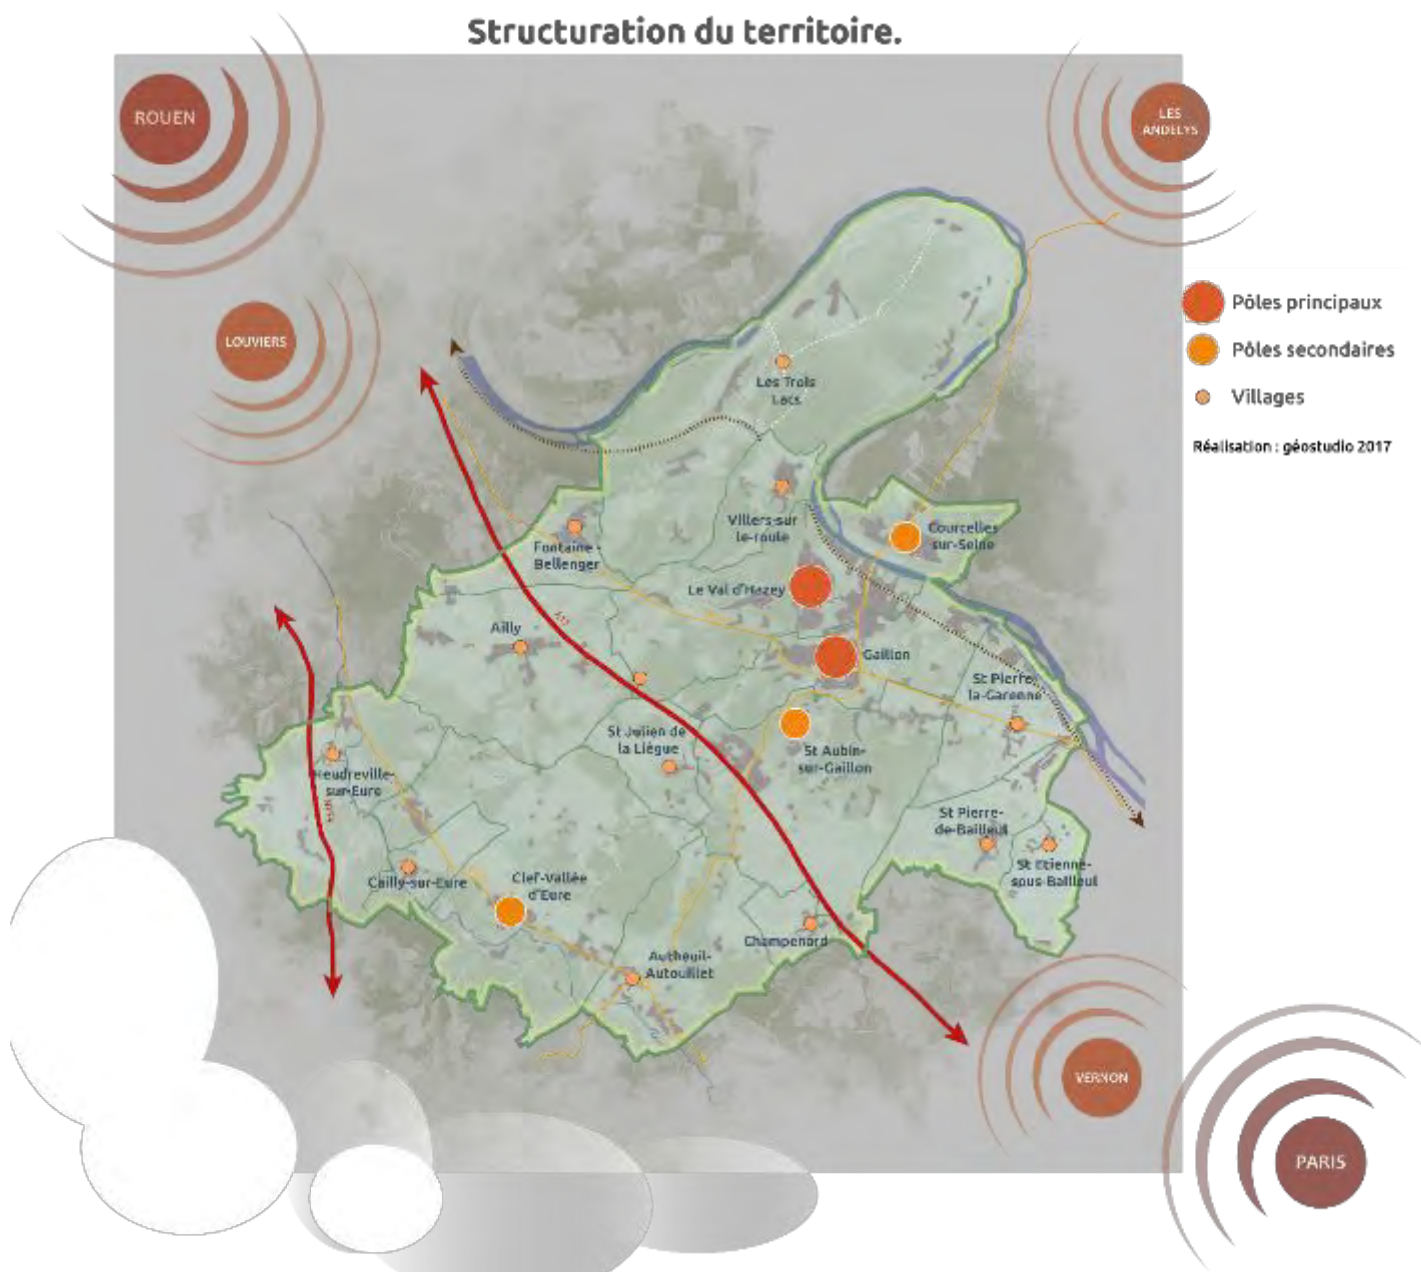 Structuration du territoire.
ROUEN
LES
ANDELYS
LOUVIERS
Pôles principaux
Pôles secondaires
Villages
Réalisation : géostudio 2017
Les Trois
Lacs
Villers-sur
le-roule
Courcelles
sur-Seine
Fontaine -
Bellenger
Le Val d'Hazey
Ailly
Gaillon
St Pierre
la-Garenne
St Julien de
la Liègue
St Aubin-
sur-Gaillon
Heudreville-
sur-Eure
St Pierre-
de-Bailleul
St Etienne-
sous-Bailleul
Cailly-sur-Eure
Clef-Vallée
d'Eure
Champenard
Autheuil-
Autouillet
VERNON
PARIS